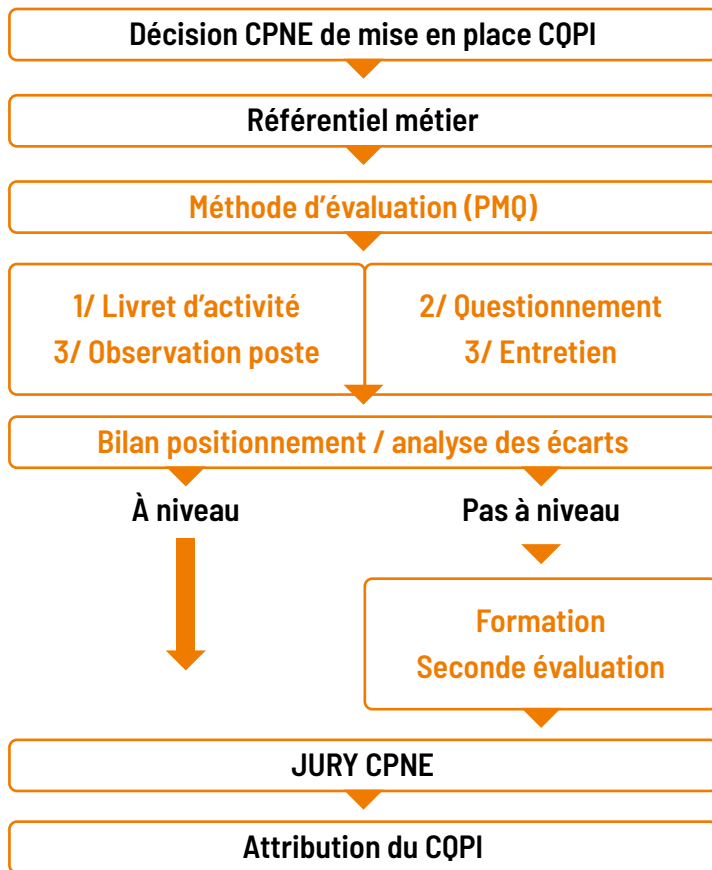 Décision CPNE de mise en place CQPI
Référentiel métier
Méthode d'évaluation (PMQ)
1/ Livret d'activité
3/ Observation poste
2/ Questionnement
3/ Entretien
Bilan positionnement / analyse des écarts
À niveau
Pas à niveau
Formation
Seconde évaluation
JURY CPNE
Attribution du CQPI